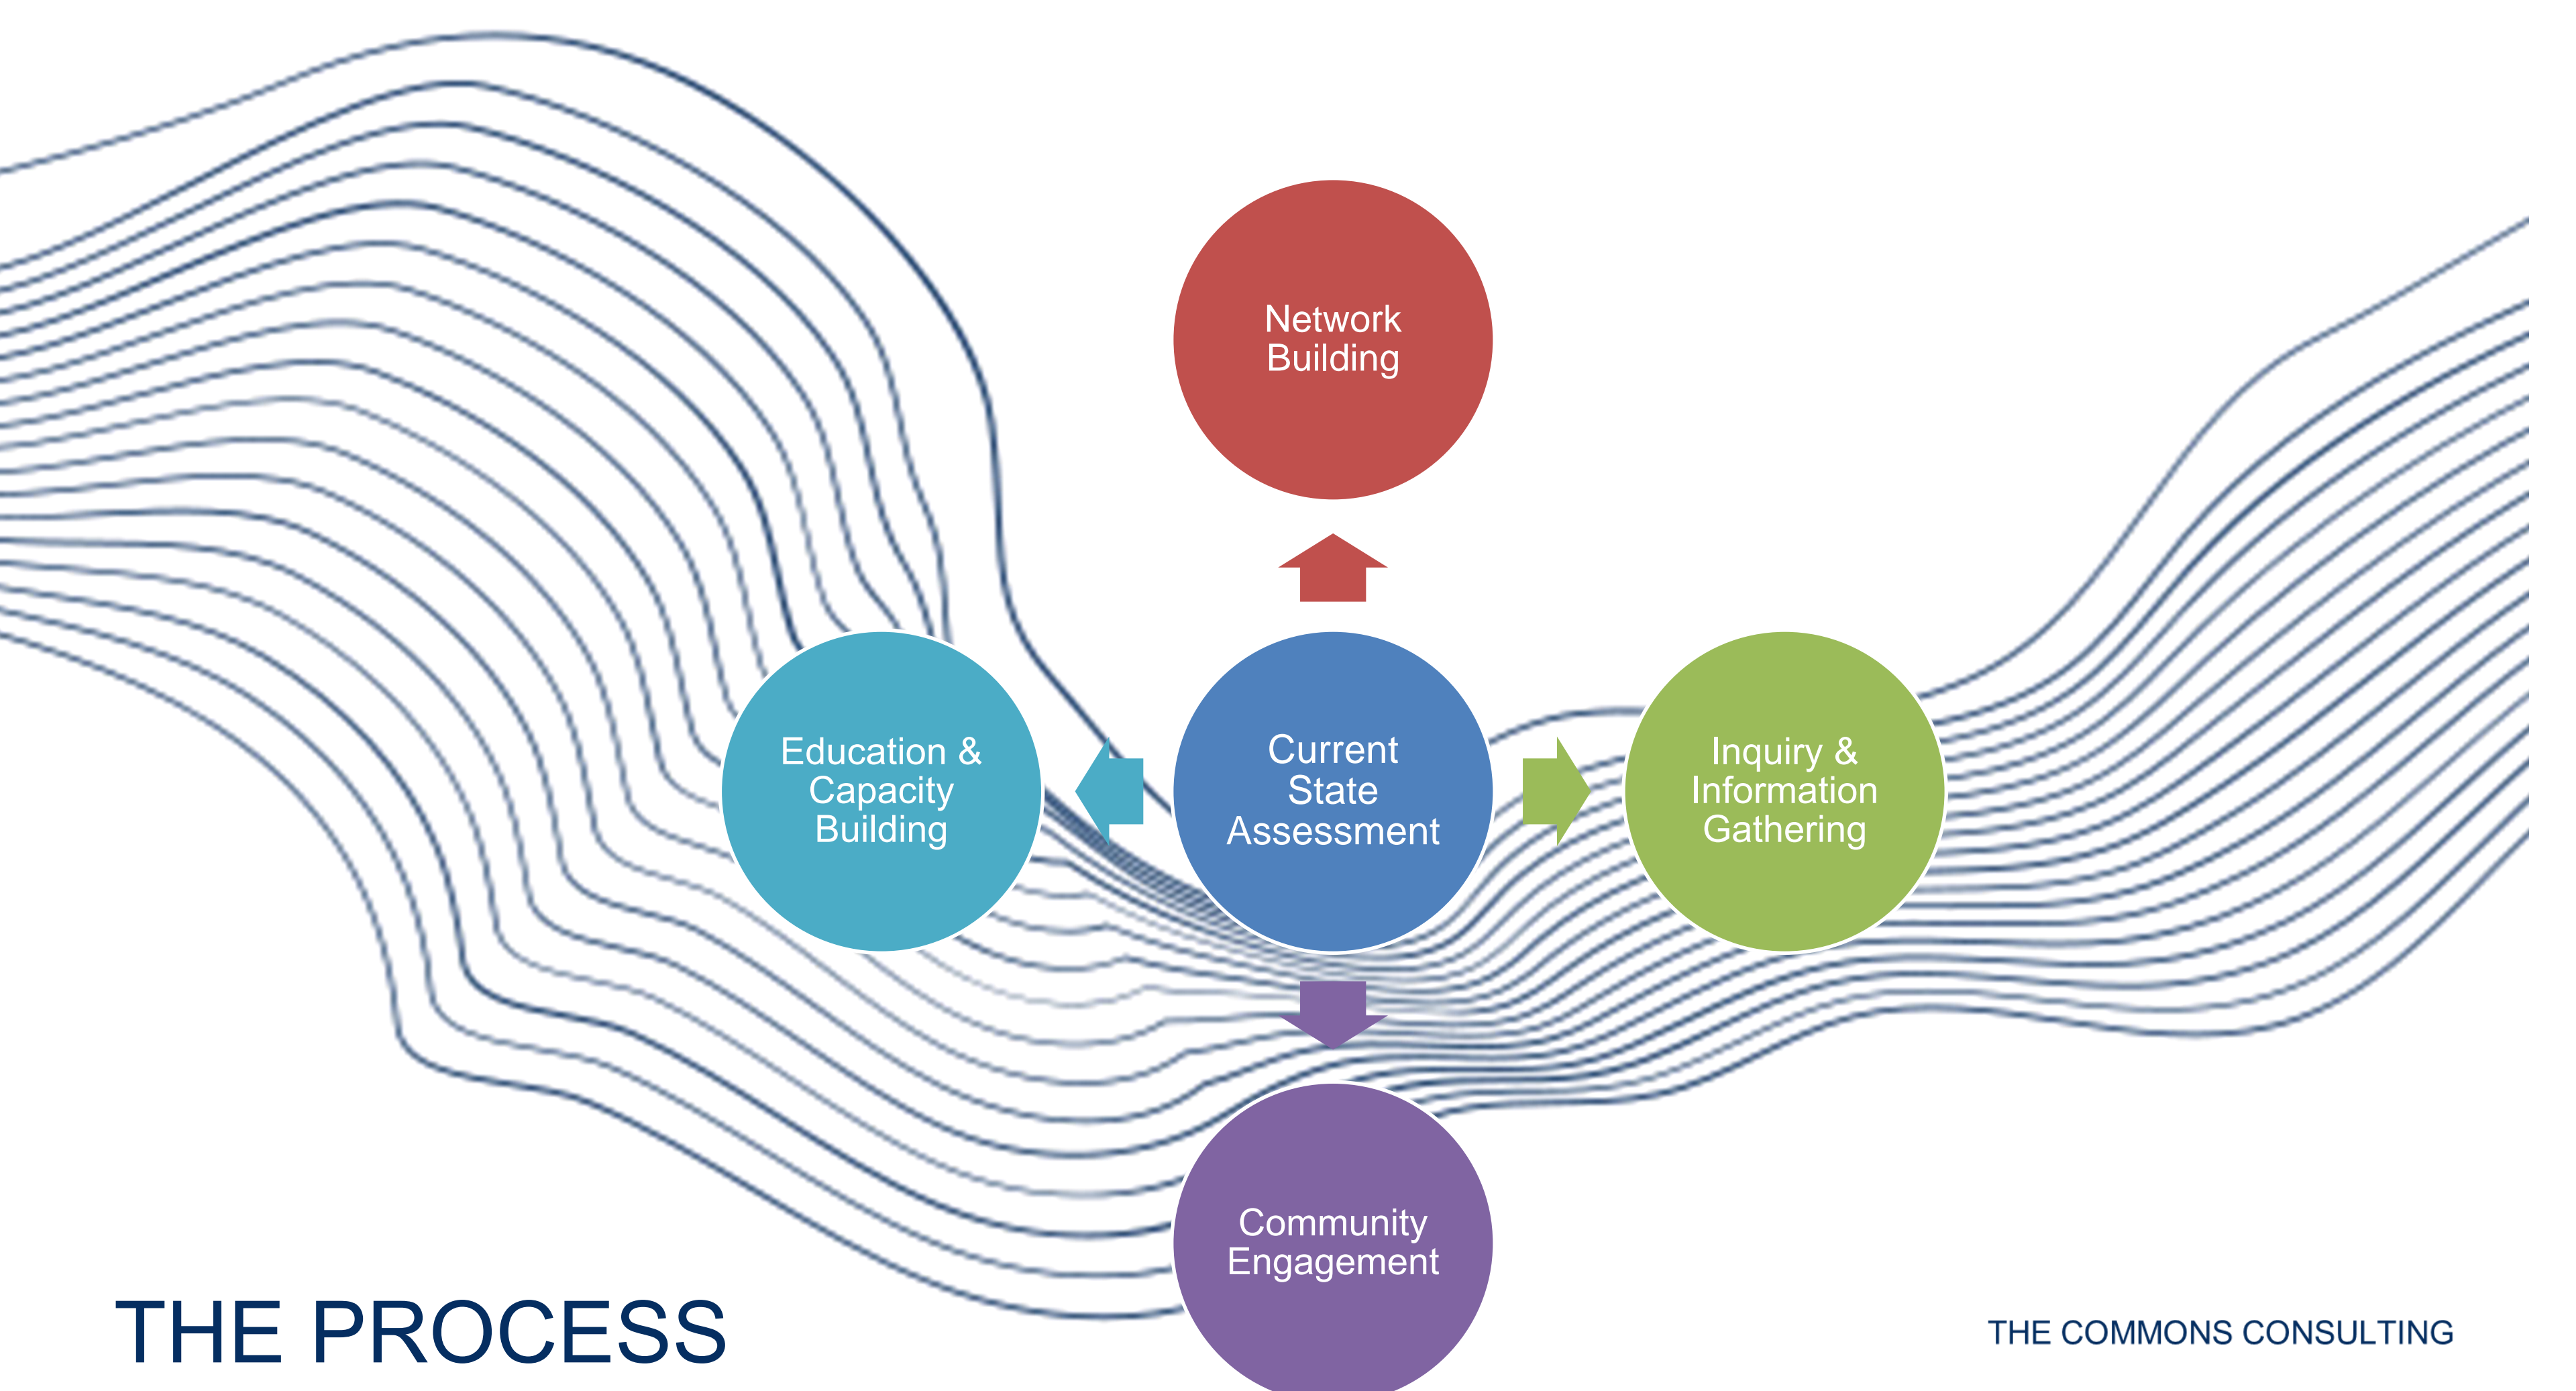 Network
Building
Education &
Capacity
Building
Current
State
Assessment
Inquiry &
Information
Gathering
Community
Engagement
THE PROCESS
THE COMMONS CONSULTING